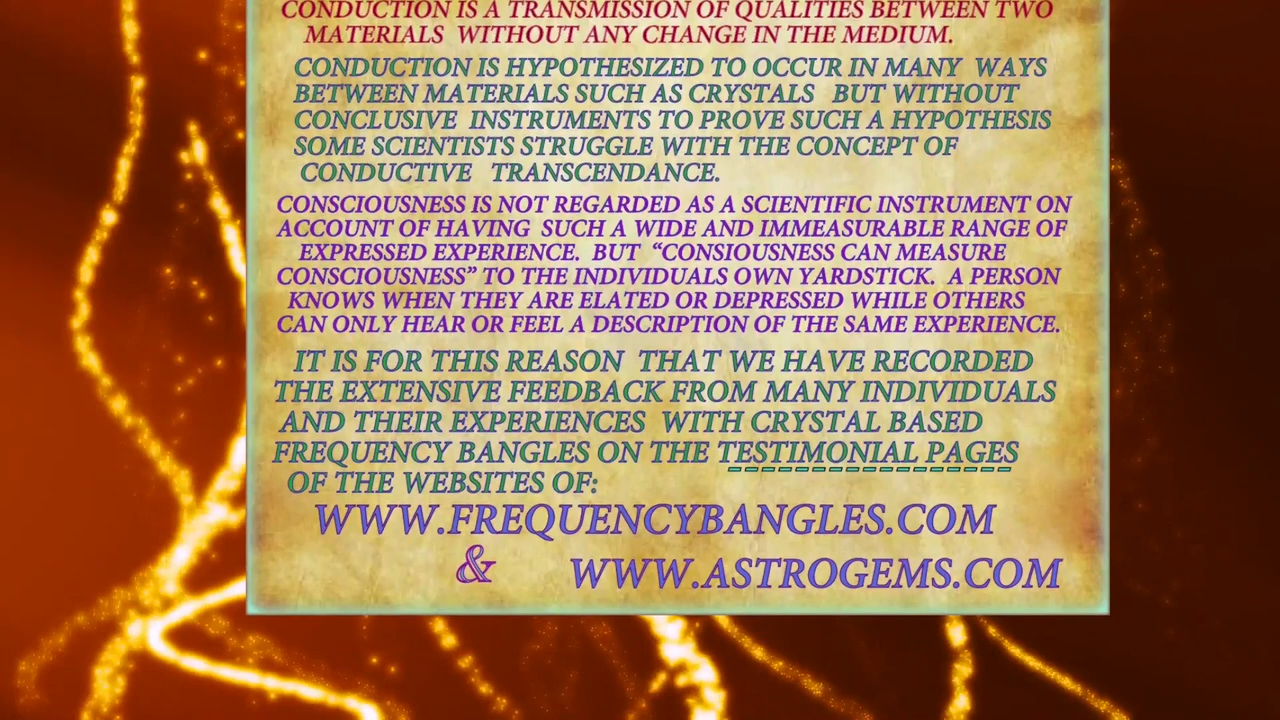 CONDUCTION IS A TRANSMISSION OF QUALITIES BETWEEN TWO
MATERIALS WITHOUT ANY CHANGE IN THE MEDIUM.
CONDUCTION IS HYPOTHESIZED TO OCCUR IN MANY WAYS
BETWEEN MATERIALS SUCH AS CRYSTALS BUT WITHOUT
CONCLUSIVE INSTRUMENTS TO PROVE SUCH A HYPOTHESIS
SOME SCIENTISTS STRUGGLE WITH THE CONCEPT OF
CONDUCTIVE TRANSCENDANCE.
CONSCIOUSNESS IS NOT REGARDED AS A SCIENTIFIC INSTRUMENT ON
ACCOUNT OF HAVING SUCH A WIDE AND IMMEASURABLE RANGE OF
EXPRESSED EXPERIENCE. BUT “CONSIOUSNESS CAN MEASURE
CONSCIOUSNESS” TO THE INDIVIDUALS OWN YARDSTICK. A PERSON
KNOWS WHEN THEY ARE ELATED OR DEPRESSED WHILE OTHERS
CAN ONLY HEAR OR FEEL A DESCRIPTION OF THE SAME EXPERIENCE.
IT IS FOR THIS REASON THAT WE HAVE RECORDED
THE EXTENSIVE FEEDBACK FROM MANY INDIVIDUALS
AND THEIR EXPERIENCES WITH CRYSTAL BASED
FREQUENCY BANGLES ON THE TESTIMONIAL PAGES
OF THE WEBSITES OF:
WWW.FREQUENCYBANGLES.COM
& WWW.ASTROGEMS.COM